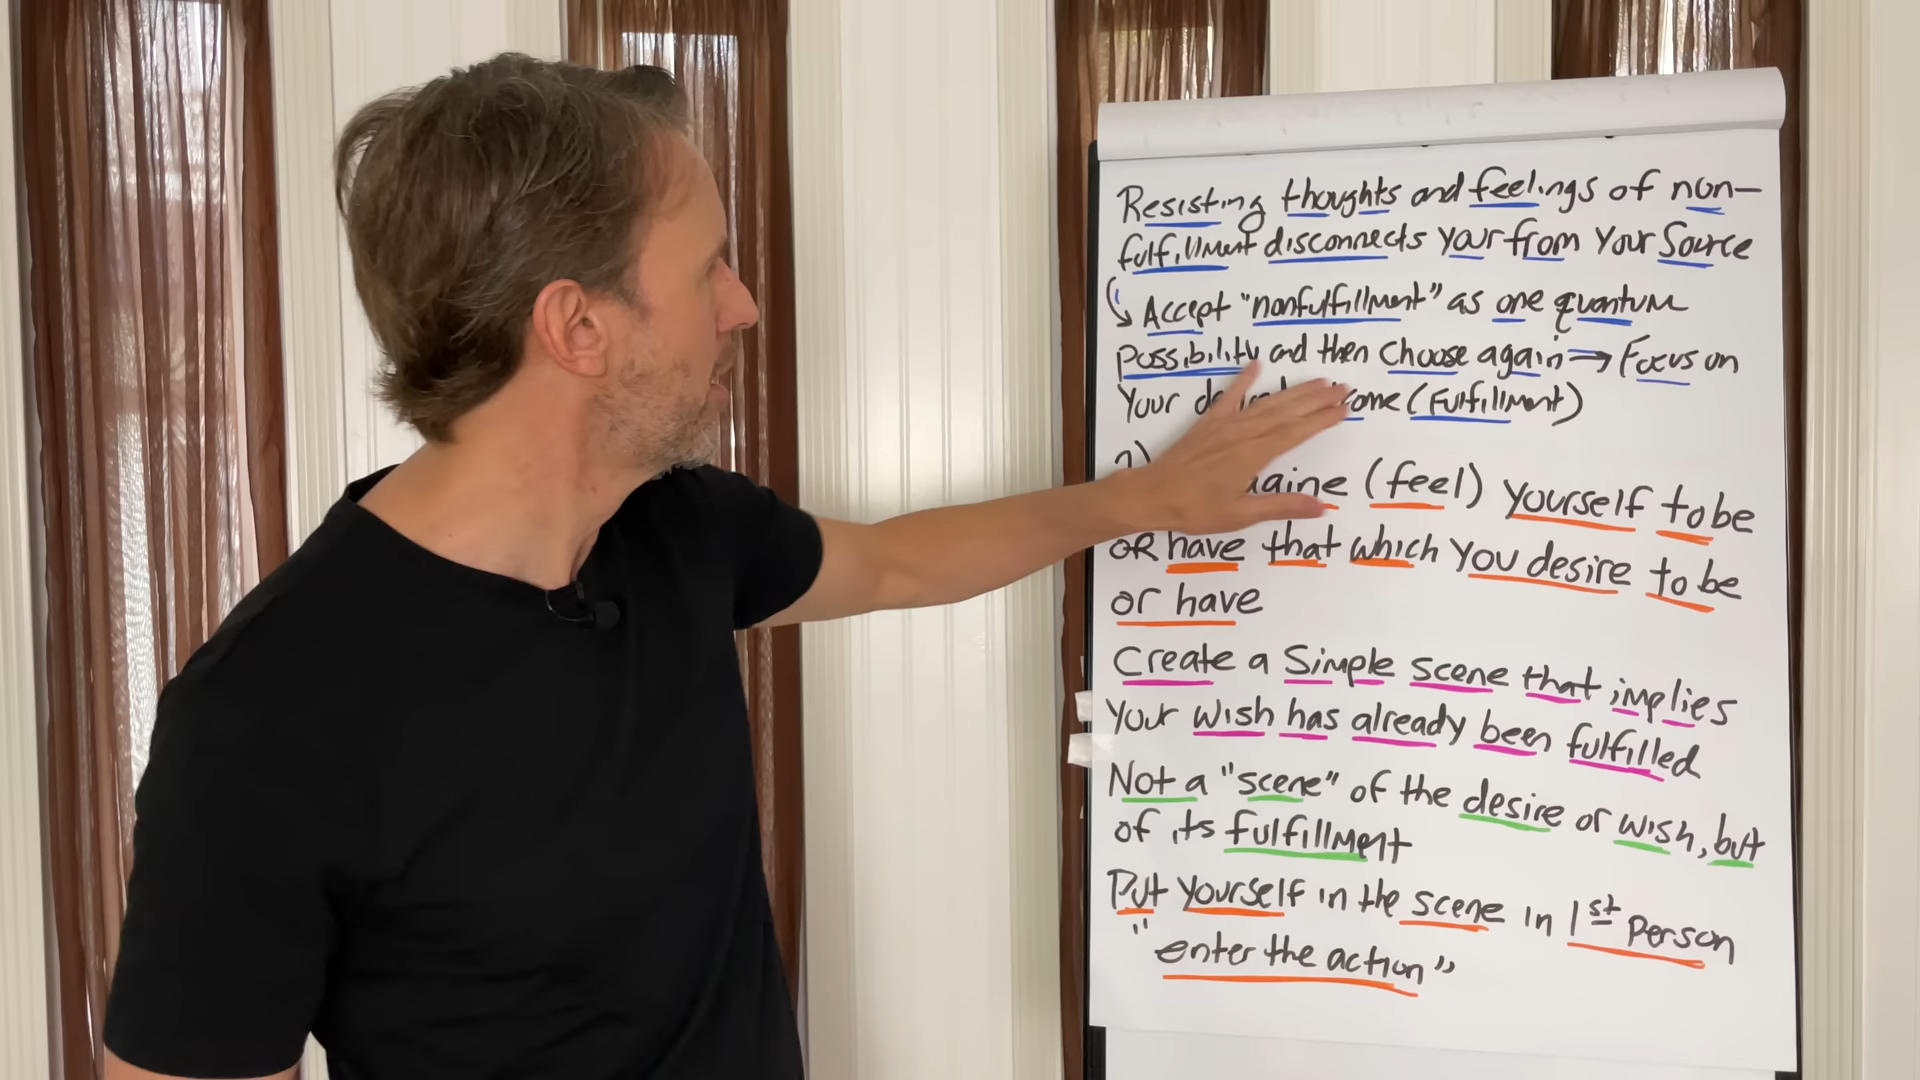 Resisting thoughts and feelings of non-
fulfillment disconnects your from Your Source
Accept "nonfulfillment" as one quantum
possibility and then choose again → Focus on
Your (Fulfillment)
(feel) yourself to be
OR have that which you desire to be
or have
Create a Simple scene that implies
Your wish has already been fulfilled
Not a "scene" of the desire or wish, but
of its fulfillment
Put yourself in the scene in 1st Person
"enter the action"